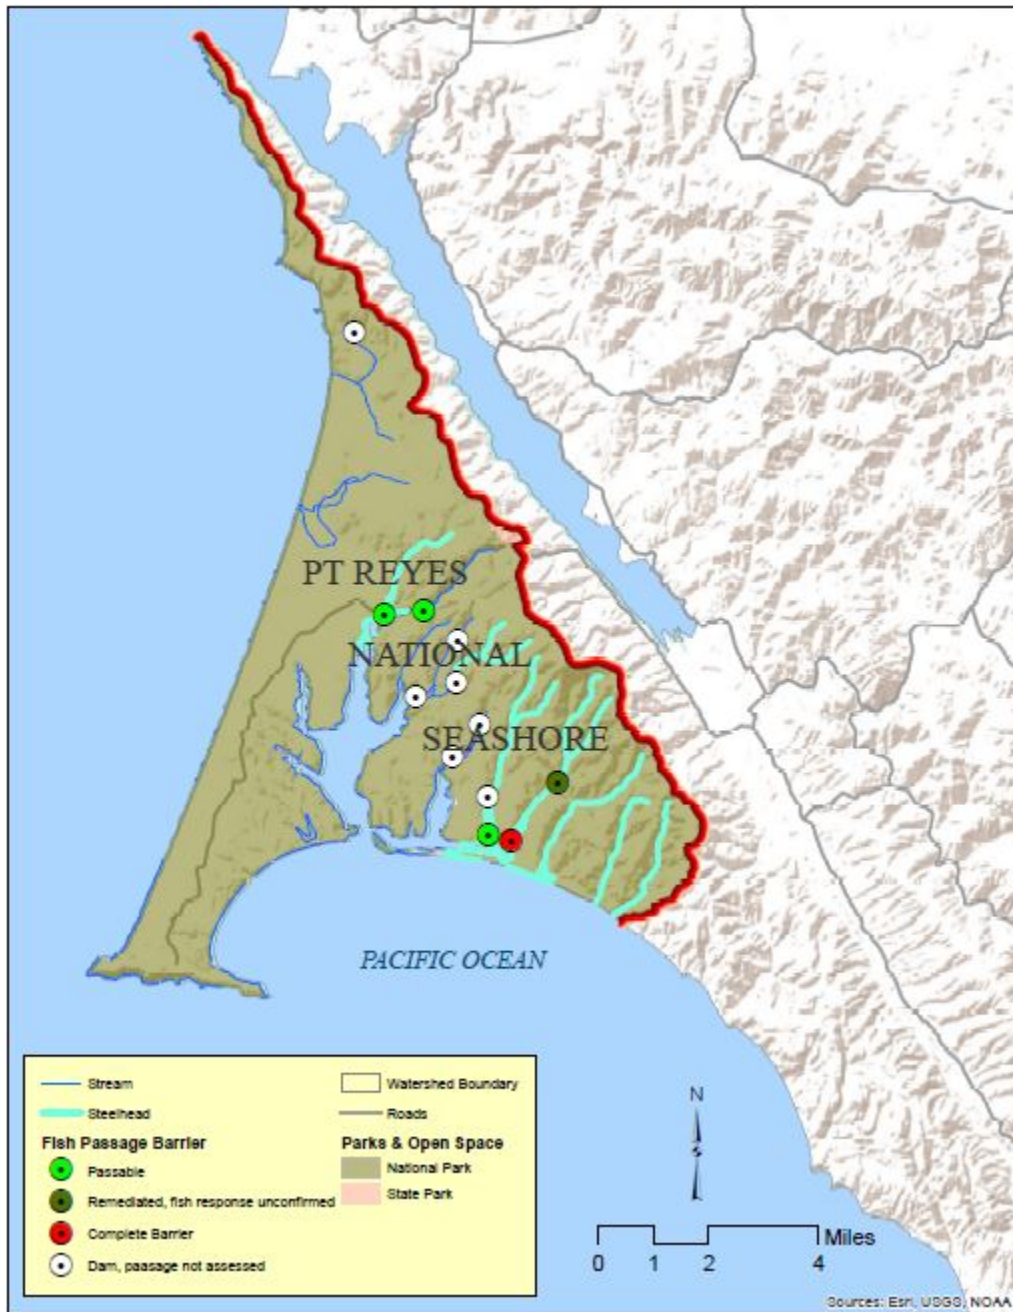 PT REYES
NATIONAL
SEASHORE
PACIFIC OCEAN
Stream
Steelhead
Fish Passage Barrier
Passable
Remediated, fish response unconfirmed
Complete Barrier
Dam, paasage not assessed
Watershed Boundary
Roads
Parks & Open Space
National Park
State Park
N
S
Miles
0 1 2 4
Sources: Esri, USGS, NOAA